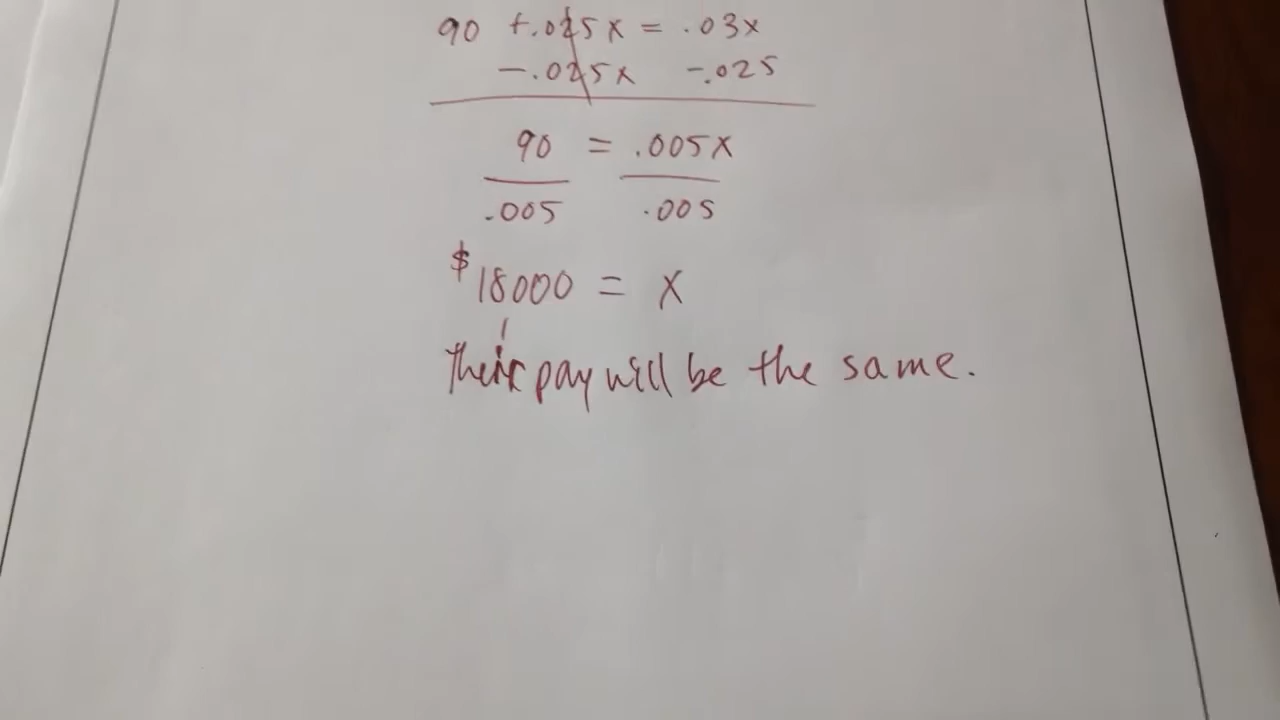 90 +.025x = .03x
-.025x -.025
90 = .005x
.005 .005
$18000 = x
their pay will be the same.